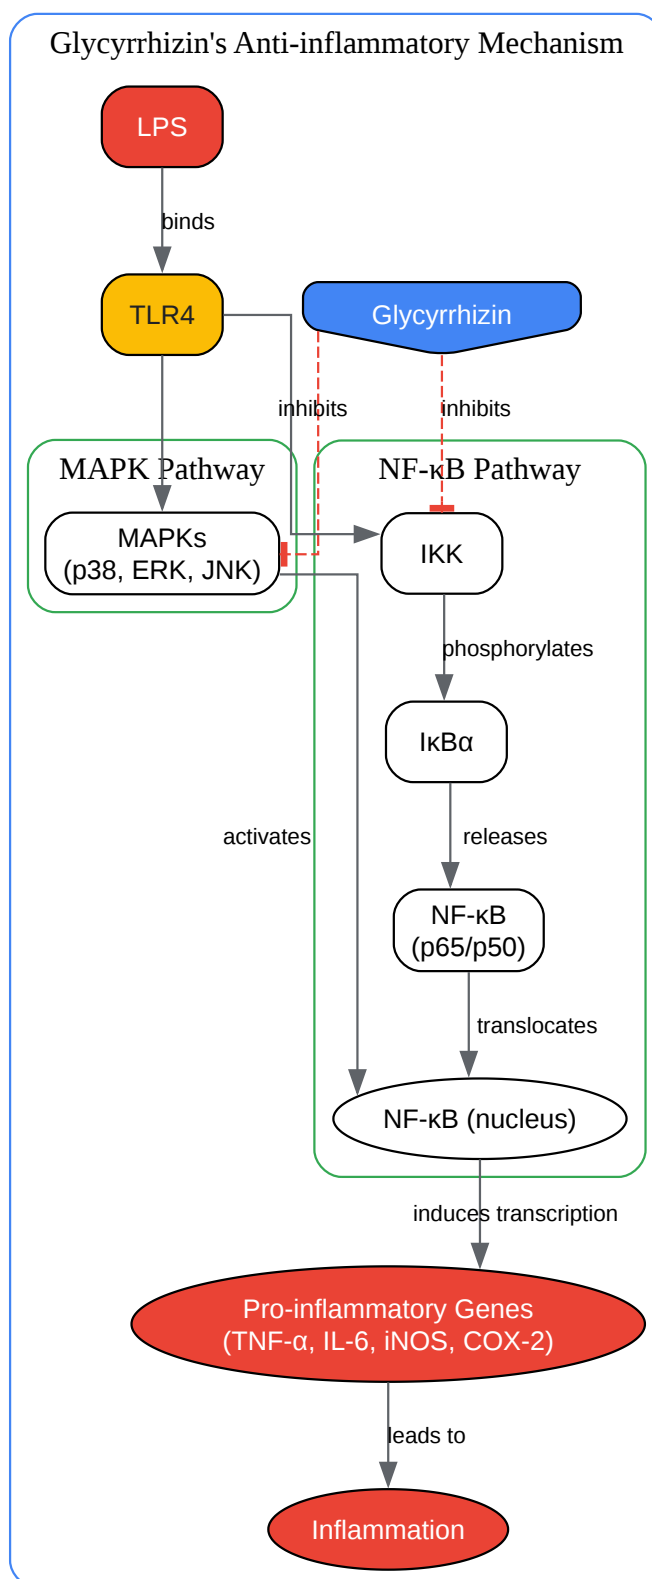 Glycyrrhizin's Anti-inflammatory Mechanism
LPS
binds
TLR4
Glycyrrhizin
inhibits
inhibits
MAPK Pathway
NF-κB Pathway
MAPKs
(p38, ERK, JNK)
IKK
phosphorylates
IκBα
activates
releases
NF-κB
(p65/p50)
translocates
NF-κB (nucleus)
induces transcription
Pro-inflammatory Genes
(TNF-α, IL-6, iNOS, COX-2)
leads to
Inflammation